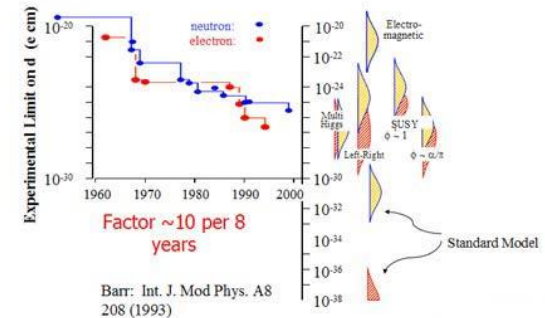 Experimental Limit on d (e cm)
10-20
10-30
neutron:
electron:
1960 1970 1980 1990 2000
Factor ~10 per 8
years
Barr: Int. J. Mod Phys. A8
208 (1993)
10-20
10-22
10-24
10-30
10-32
10-34
10-36
10-38
Electro-
magnetic
Multi
Higgs
SUSY
ϕ ~ 1
ϕ ~ α/π
Left-Right
Standard Model